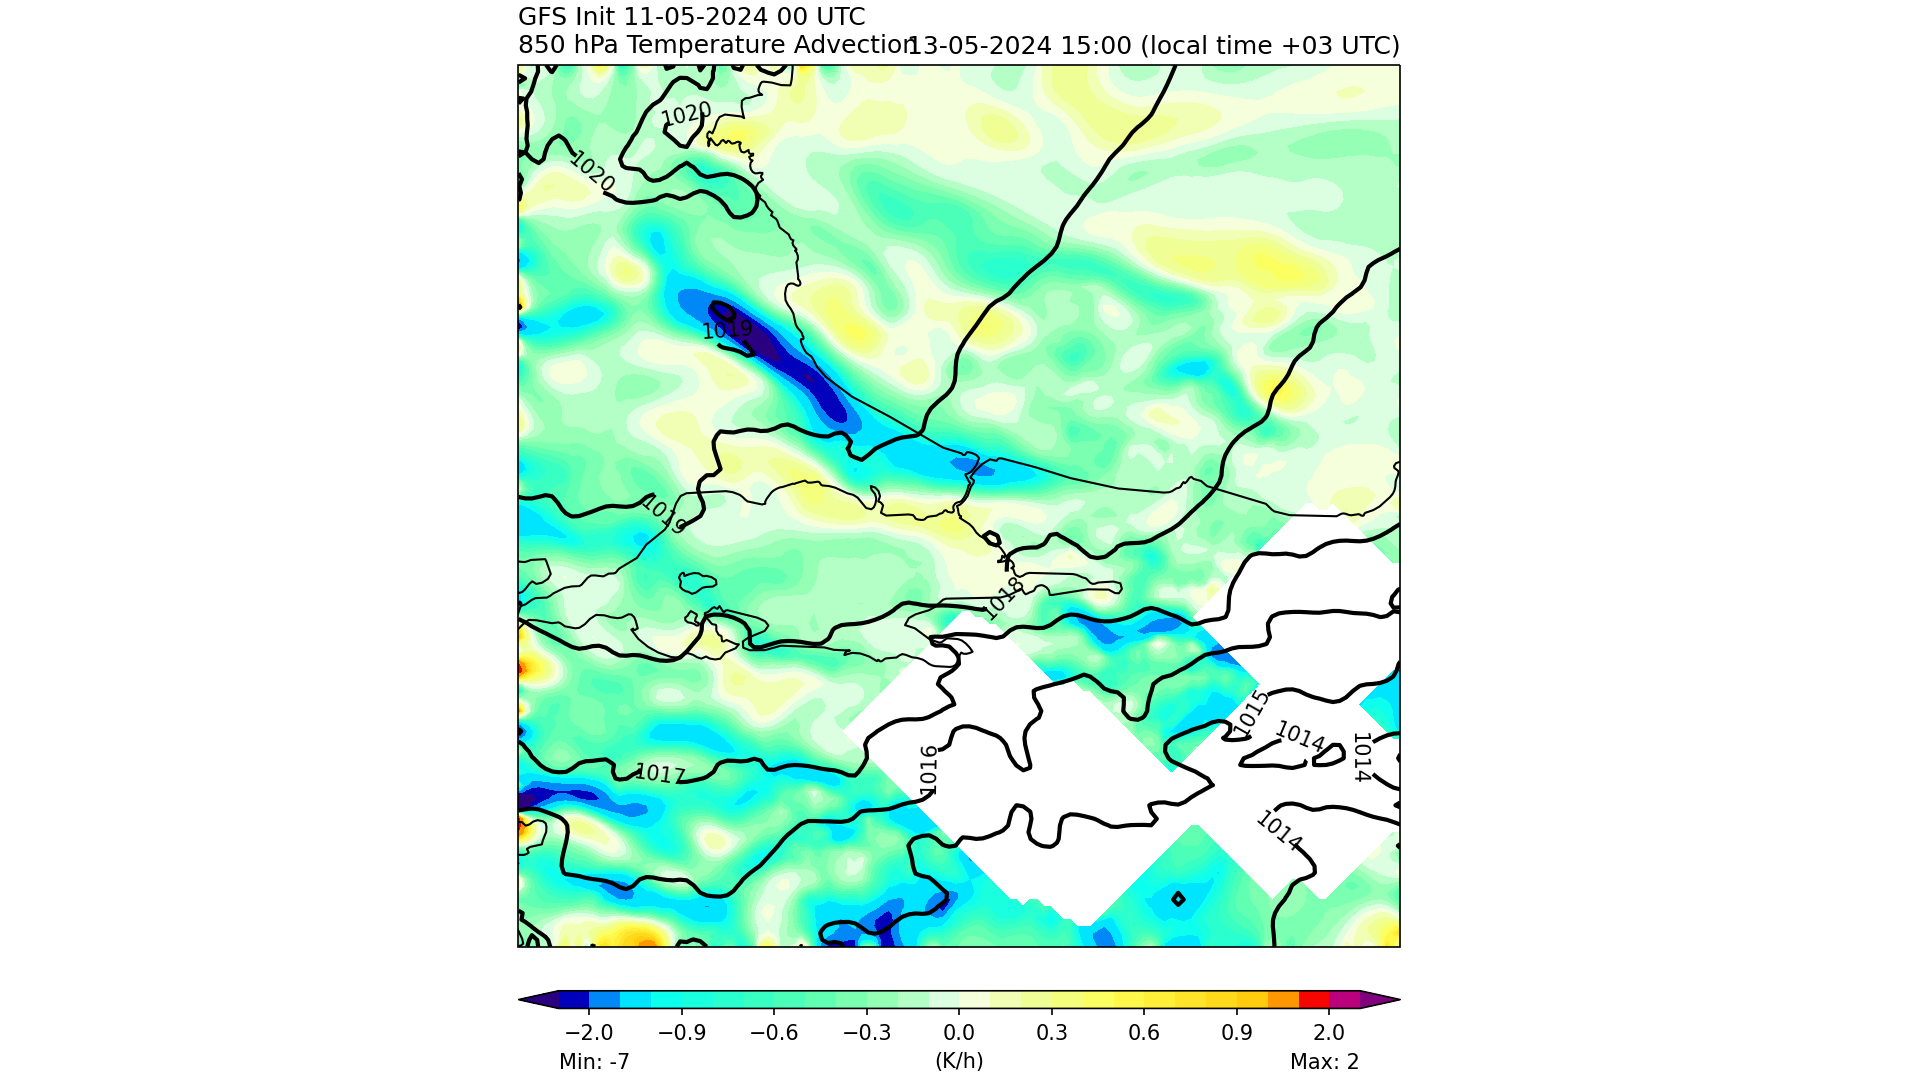 GFS Init 11-05-2024 00 UTC
850 hPa Temperature Advection
13-05-2024 15:00 (local time +03 UTC)
1020
1020
1019
1019
1018
1015
1014
1014
1016
1017
1014
−2.0 −0.9 −0.6 −0.3 0.0 0.3 0.6 0.9 2.0
Min: -7 (K/h) Max: 2